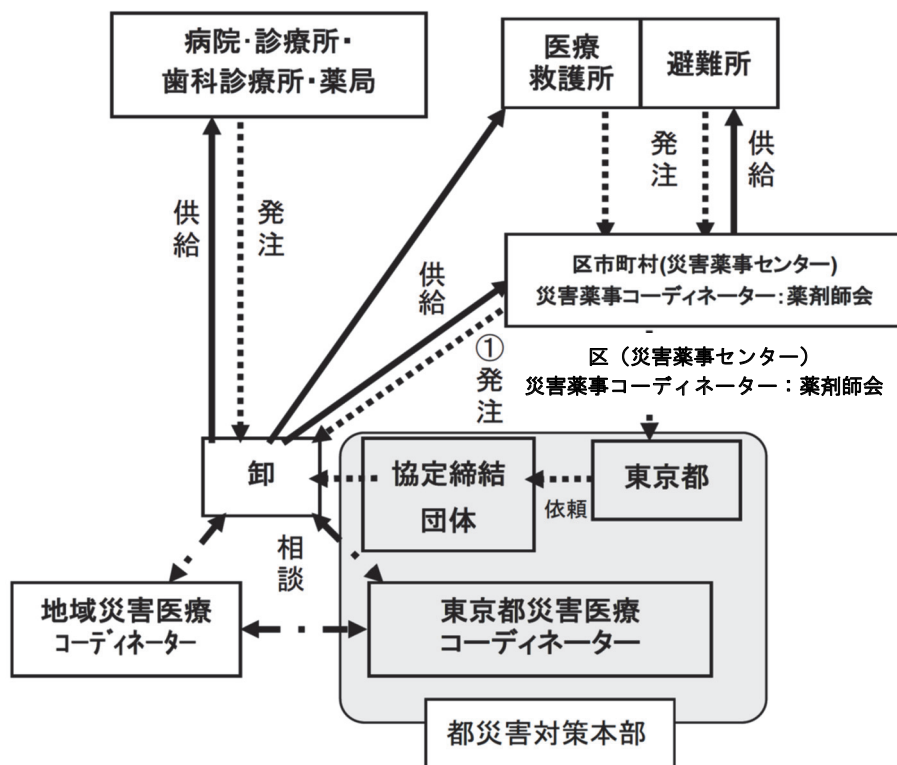 病院・診療所・
歯科診療所・薬局
医療
救護所
避難所
供給
発注
発注
供給
供給
区市町村(災害薬事センター)
災害薬事コーディネーター:薬剤師会
①発注
区（災害薬事センター）
災害薬事コーディネーター：薬剤師会
卸
協定締結
団体
依頼
東京都
相談
地域災害医療
コーディネーター
東京都災害医療
コーディネーター
都災害対策本部